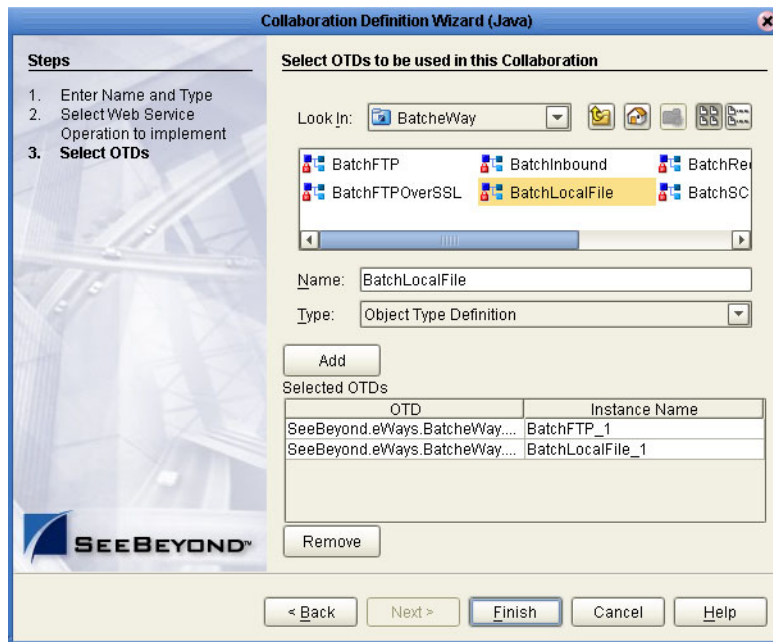 Collaboration Definition Wizard (Java)
Steps
1. Enter Name and Type
2. Select Web Service
Operation to implement
3. Select OTDs
Select OTDs to be used in this Collaboration
Look In: BatcheWay
BatchFTP BatchInbound BatchRe
BatchFTPOverSSL BatchLocalFile BatchSC
Name: BatchLocalFile
Type: Object Type Definition
Add
Selected OTDs
OTD Instance Name
SeeBeyond.eWays.BatcheWay.... BatchFTP_1
SeeBeyond.eWays.BatcheWay.... BatchLocalFile_1
SEEBEYOND™
Remove
< Back Next > Finish Cancel Help